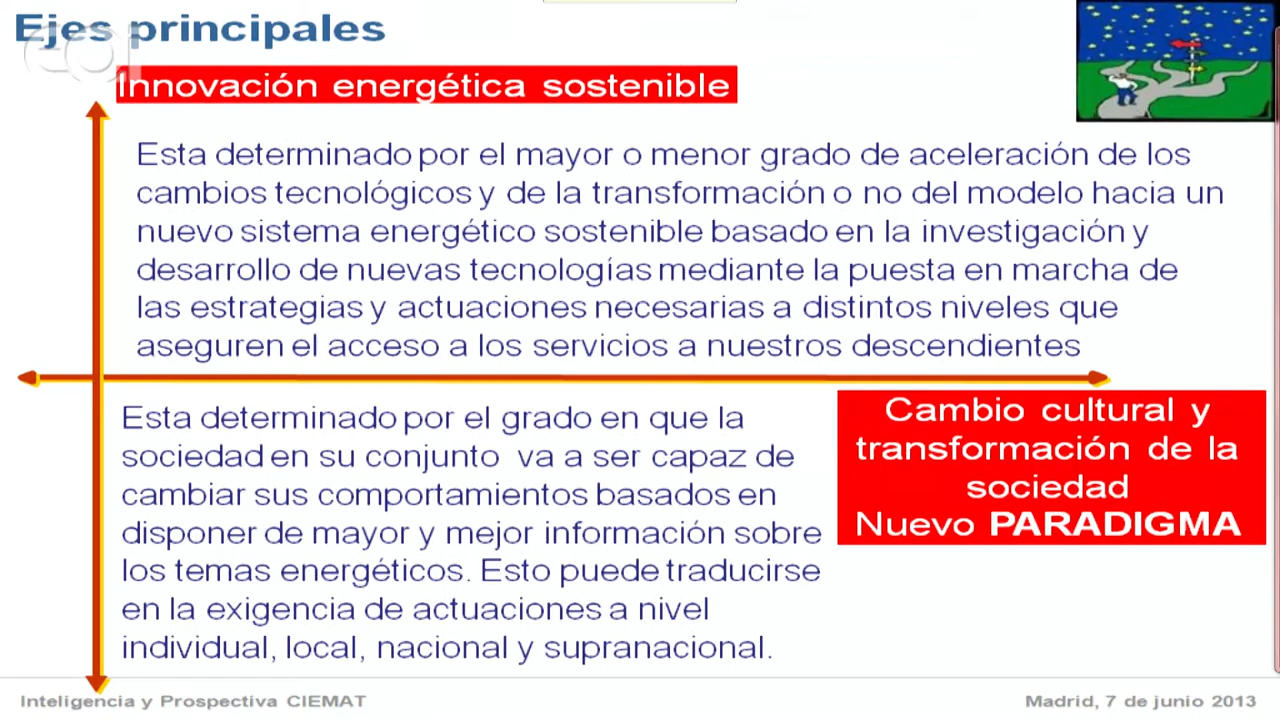 Ejes principales
eoi
Innovación energética sostenible
Esta determinado por el mayor o menor grado de aceleración de los
cambios tecnológicos y de la transformación o no del modelo hacia un
nuevo sistema energético sostenible basado en la investigación y
desarrollo de nuevas tecnologías mediante la puesta en marcha de
las estrategias y actuaciones necesarias a distintos niveles que
aseguren el acceso a los servicios a nuestros descendientes
Esta determinado por el grado en que la
sociedad en su conjunto va a ser capaz de
cambiar sus comportamientos basados en
disponer de mayor y mejor información sobre
los temas energéticos. Esto puede traducirse
en la exigencia de actuaciones a nivel
individual, local, nacional y supranacional.
Cambio cultural y
transformación de la
sociedad
Nuevo PARADIGMA
Inteligencia y Prospectiva CIEMAT
Madrid, 7 de junio 2013